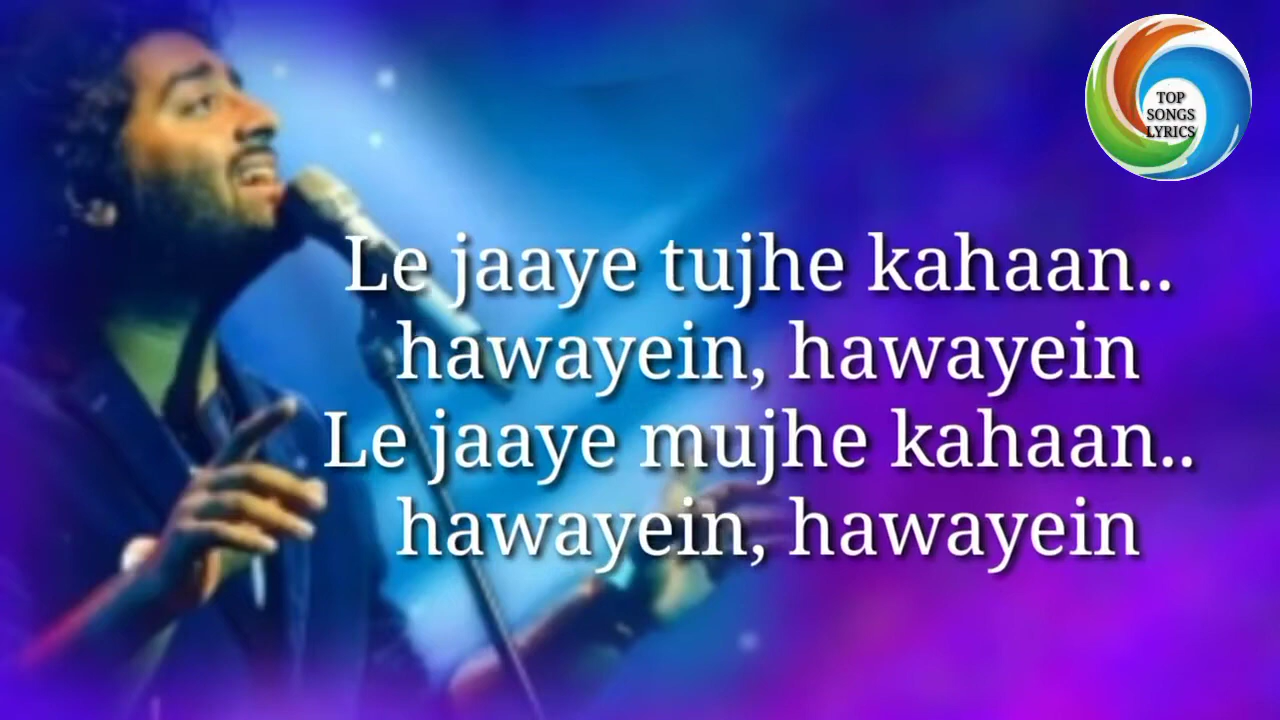 TOP
SONGS
LYRICS
Le jaaye tujhe kahaan..
hawayein, hawayein
Le jaaye mujhe kahaan..
hawayein, hawayein